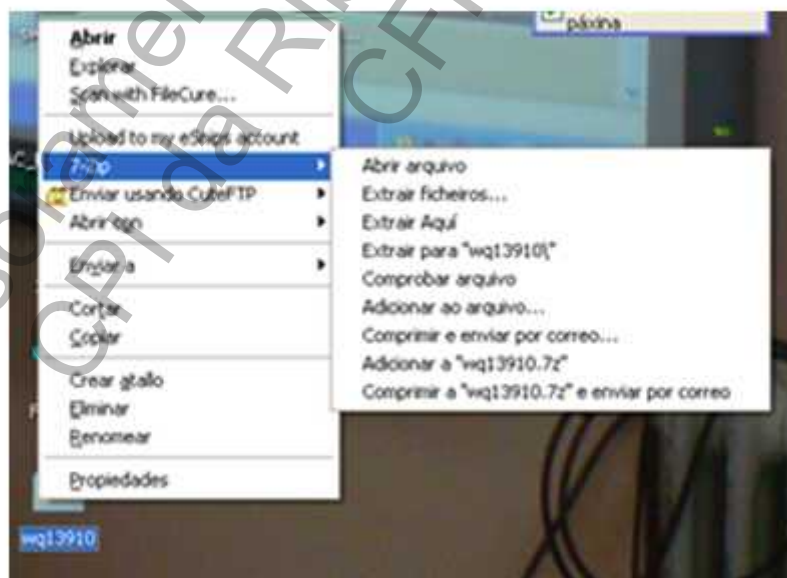 páxina
Abrir
Explorar
Scan with FileCure...
Upload to my eSnips account
7-Zip
Enviar usando CuteFTP
Abrir con
Enviar a
Cortar
Copiar
Crear atallo
Eliminar
Renomear
Propiedades
Abrir arquivo
Extrair ficheiros...
Extrair Aquí
Extrair para "wq13910\"
Comprobar arquivo
Adicionar ao arquivo...
Comprimir e enviar por correo...
Adicionar a "wq13910.7z"
Comprimir a "wq13910.7z" e enviar por correo
wq13910
CPI da